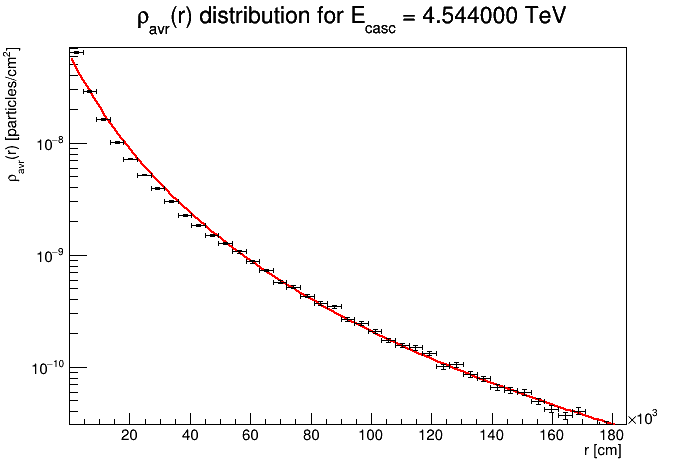 ρavr(r) distribution for Ecasc = 4.544000 TeV
ρavr(r) [particles/cm²]
10⁻⁸
10⁻⁹
10⁻¹⁰
20 40 60 80 100 120 140 160 180
×10³
r [cm]